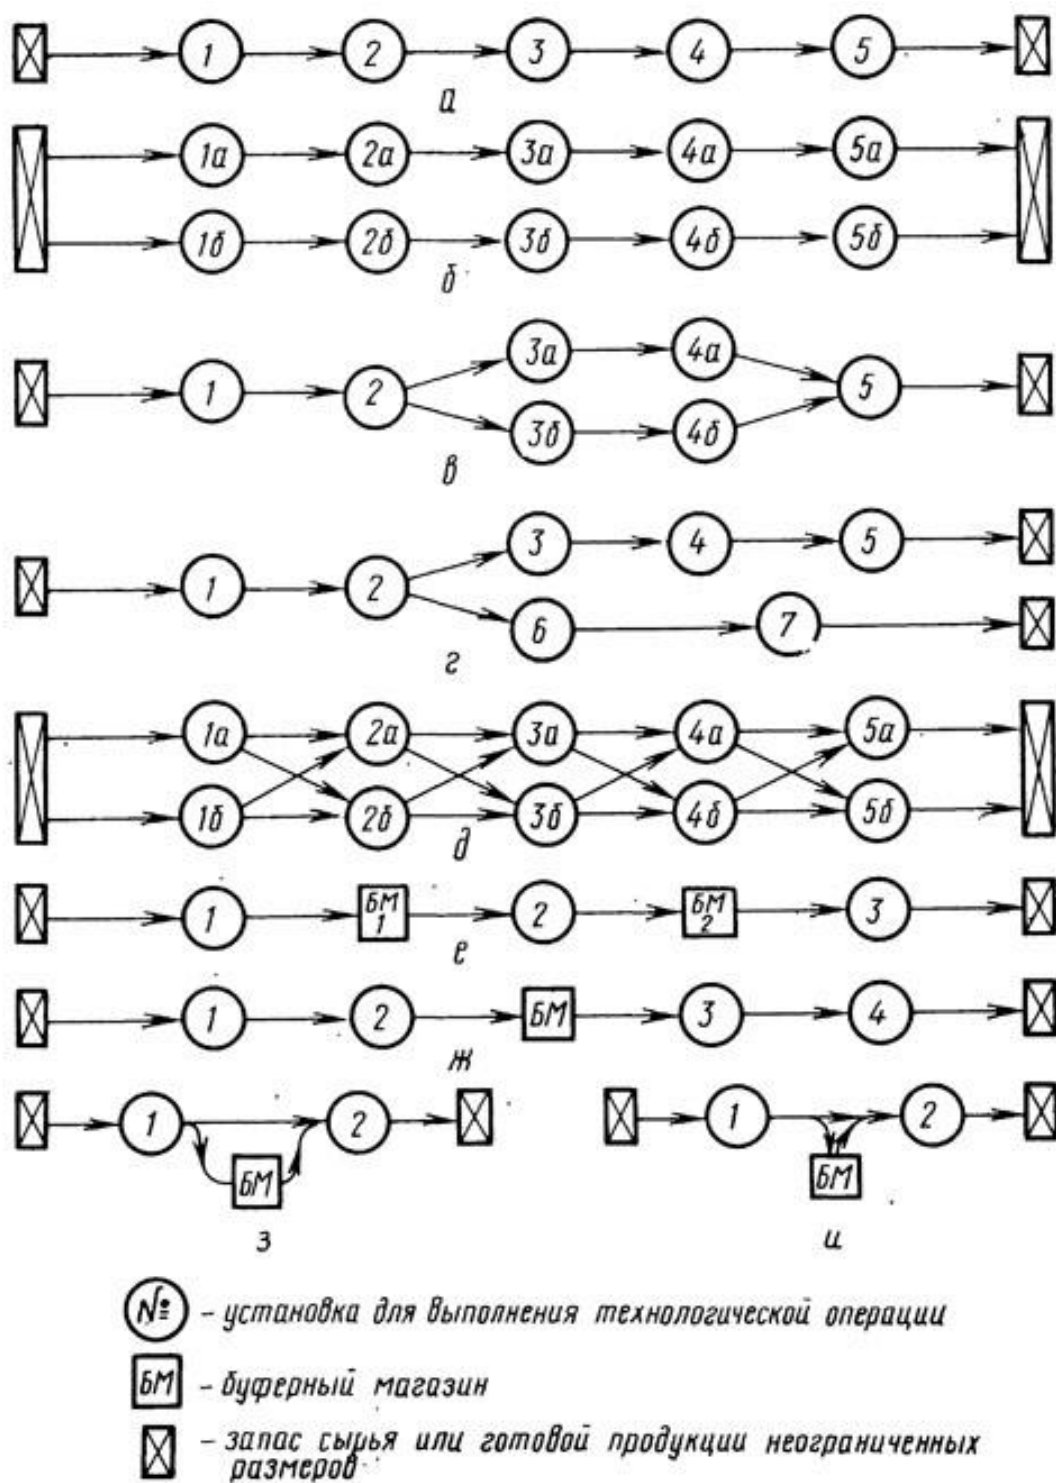 1 2 3 4 5
а
1а 2а 3а 4а 5а
1б 2б 3б 4б 5б
б
3а 4а
1 2 5
3б 4б
в
3 4 5
1 2
6 7
г
1а 2а 3а 4а 5а
1б 2б 3б 4б 5б
д
1 БМ 1 2 БМ 2 3
е
1 2 БМ 3 4
ж
1 2 1 2
БМ БМ
з и
№ - установка для выполнения технологической операции
БМ - буферный магазин
- запас сырья или готовой продукции неограниченных
размеров